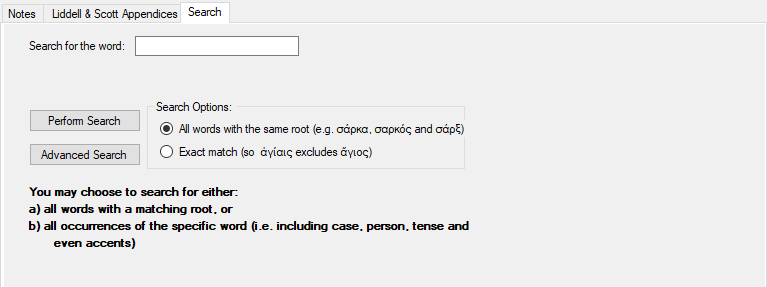 Notes Liddell & Scott Appendices Search
Search for the word:
Search Options:
Perform Search
All words with the same root (e.g. σάρκα, σαρκός and σάρξ)
Advanced Search
Exact match (so ἁγίαις excludes ἅγιος)
You may choose to search for either:
a) all words with a matching root, or
b) all occurrences of the specific word (i.e. including case, person, tense and
even accents)